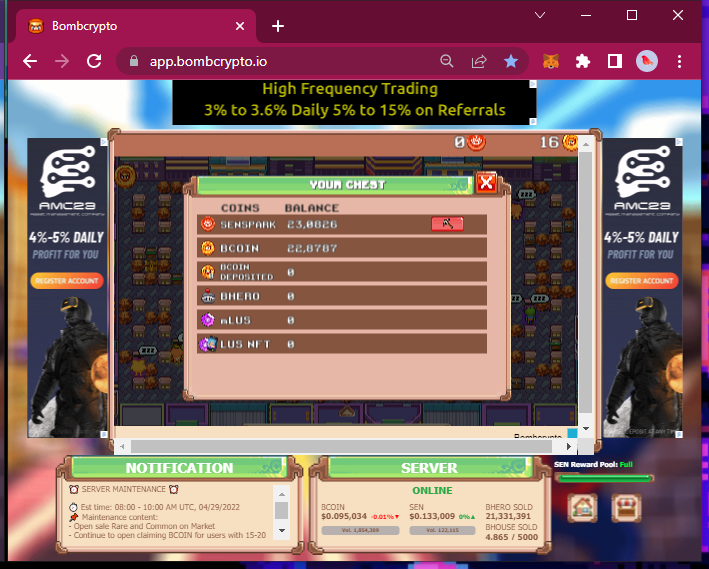 Bombcrypto
app.bombcrypto.io
High Frequency Trading
3% to 3.6% Daily 5% to 15% on Referrals
0 16
AMC23
4%-5% DAILY
PROFIT FOR YOU
REGISTER ACCOUNT
YOUR CHEST
COINS BALANCE
SENSPARK 23,0826
BCOIN 22,8787
BCOIN
DEPOSITED 0
BHERO 0
mLUS 0
LUS NFT 0
AMC23
4%-5% DAILY
PROFIT FOR YOU
REGISTER ACCOUNT
Bombcrypto
NOTIFICATION
SERVER MAINTENANCE
Est time: 08:00 - 10:00 AM UTC, 04/29/2022
Maintenance content:
- Open sale Rare and Common on Market
- Continue to open claiming BCOIN for users with 15-20
SERVER
ONLINE
BCOIN SEN BHERO SOLD
$0.095,034 -0.01%▼ $0.133,009 0%▲ 21,331,391
Vol. 1,854,309 Vol. 122,115 BHOUSE SOLD
4.865 / 5000
SEN Reward Pool: Full